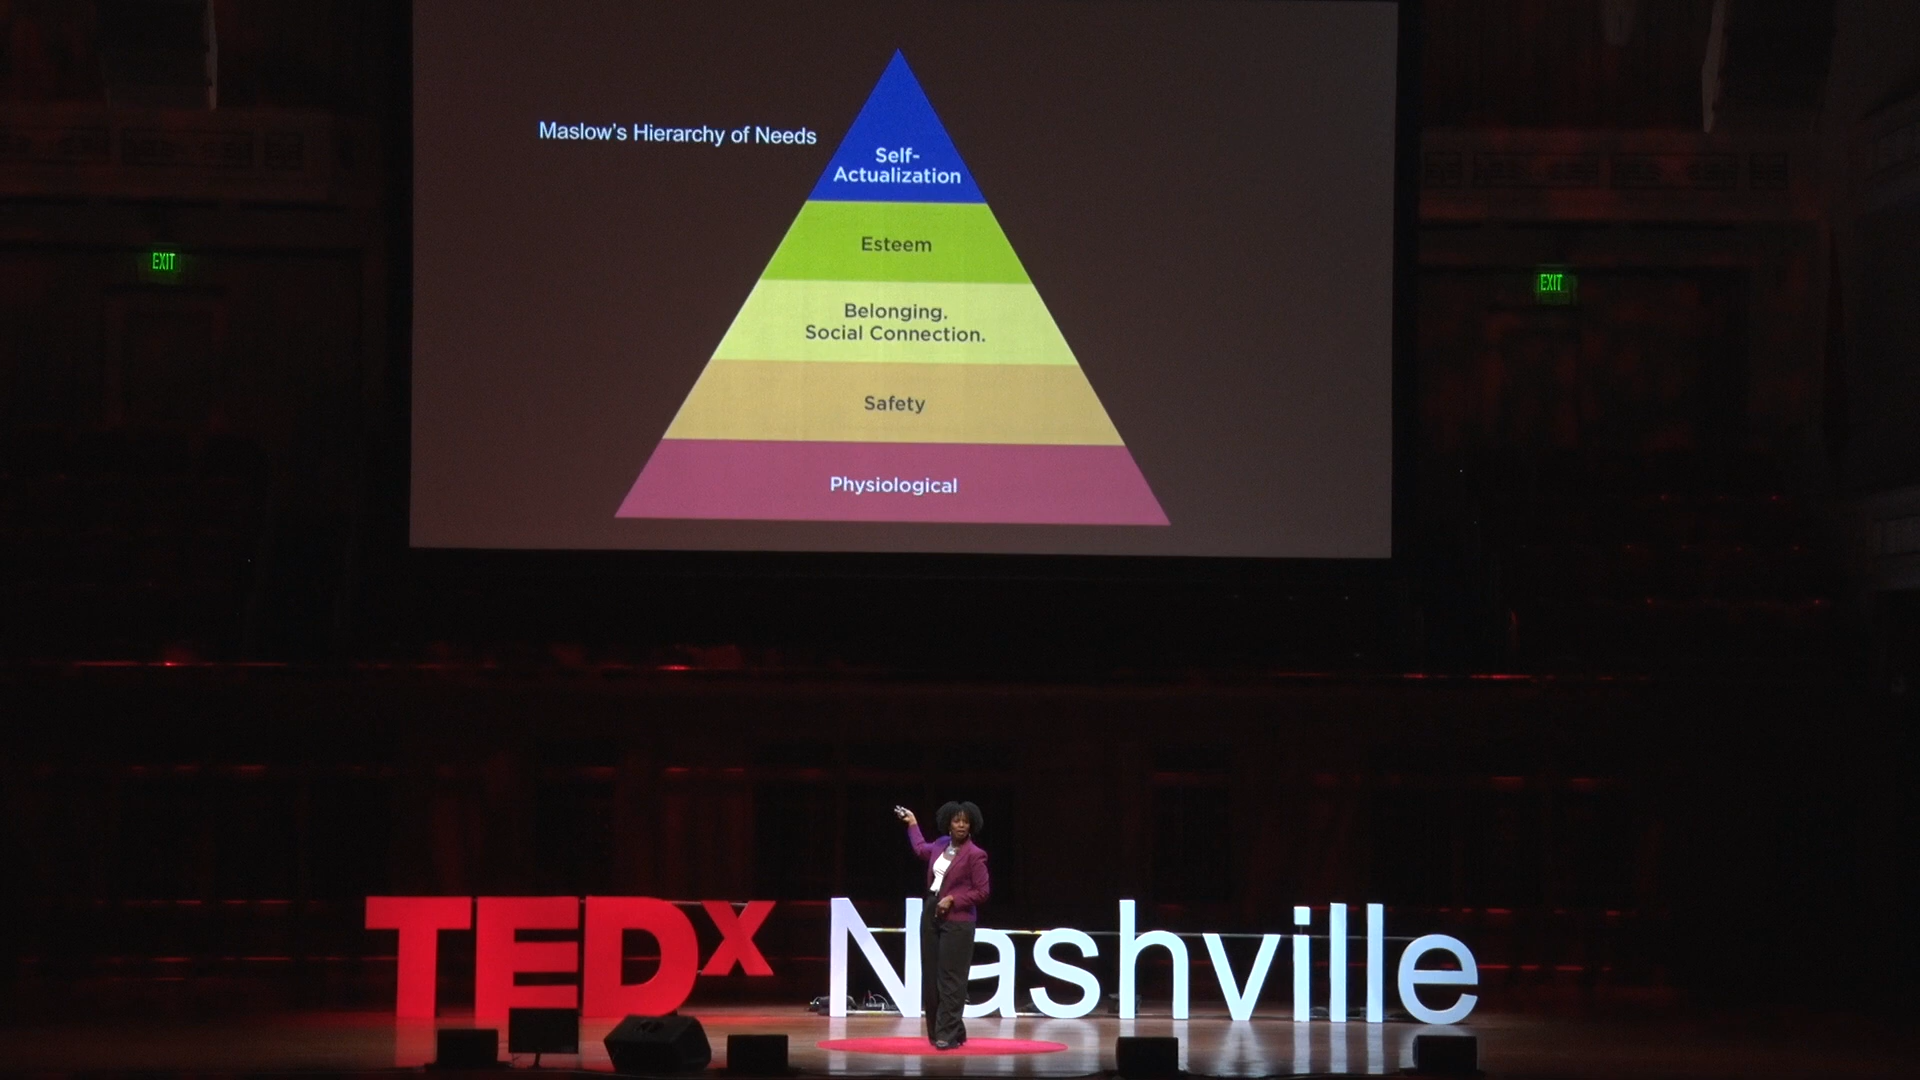 Maslow's Hierarchy of Needs
Self-
Actualization
Esteem
Belonging.
Social Connection.
Safety
Physiological
EXIT
EXIT
TEDx Nashville